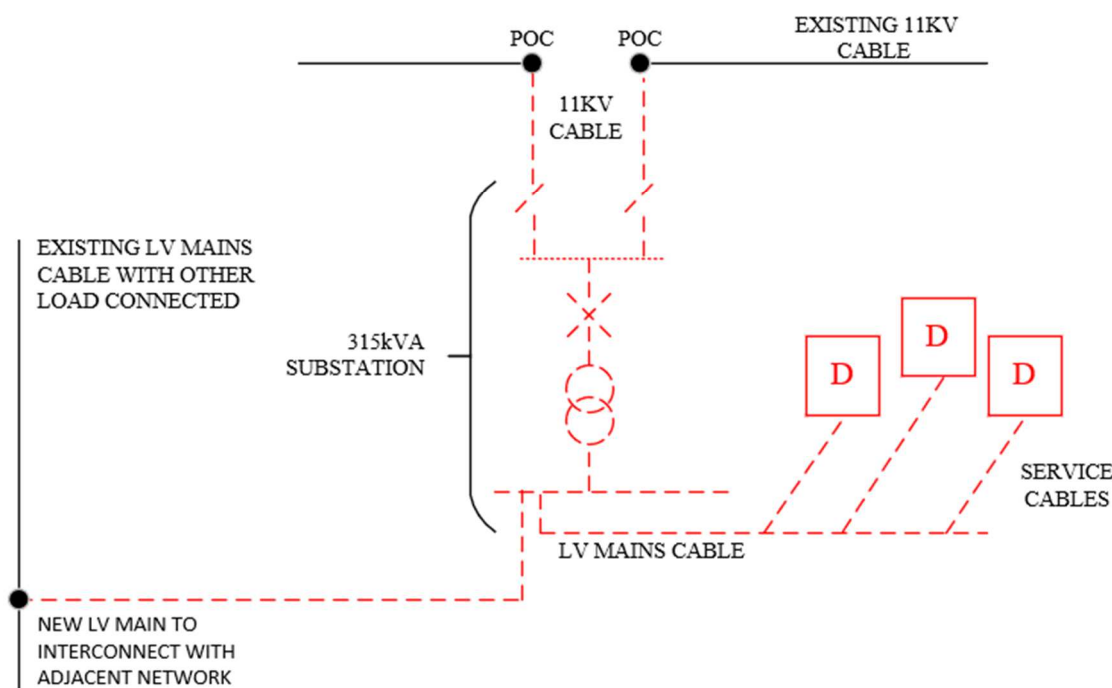 POC
POC
EXISTING 11KV
CABLE
11KV
CABLE
EXISTING LV MAINS
CABLE WITH OTHER
LOAD CONNECTED
315kVA
SUBSTATION
D
D
D
SERVICE
CABLES
LV MAINS CABLE
NEW LV MAIN TO
INTERCONNECT WITH
ADJACENT NETWORK